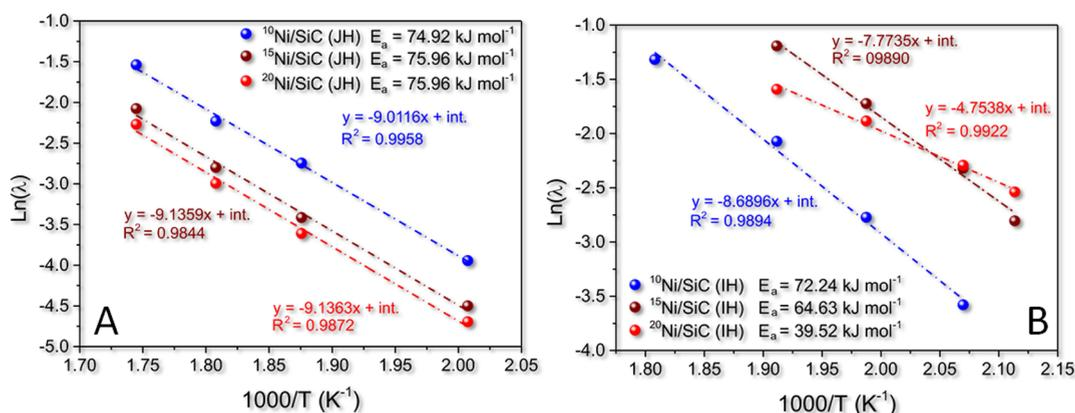 -1.0
-1.5
-2.0
-2.5
-3.0
-3.5
-4.0
-4.5
-5.0
Ln(λ)
¹⁰Ni/SiC (JH) Eₐ = 74.92 kJ mol⁻¹
¹⁵Ni/SiC (JH) Eₐ = 75.96 kJ mol⁻¹
²⁰Ni/SiC (JH) Eₐ = 75.96 kJ mol⁻¹
y = -9.0116x + int.
R² = 0.9958
y = -9.1359x + int.
R² = 0.9844
y = -9.1363x + int.
R² = 0.9872
A
1.70 1.75 1.80 1.85 1.90 1.95 2.00 2.05
1000/T (K⁻¹)
-1.0
-1.5
-2.0
-2.5
-3.0
-3.5
-4.0
Ln(λ)
y = -7.7735x + int.
R² = 09890
y = -4.7538x + int.
R² = 0.9922
y = -8.6896x + int.
R² = 0.9894
¹⁰Ni/SiC (IH) Eₐ = 72.24 kJ mol⁻¹
¹⁵Ni/SiC (IH) Eₐ = 64.63 kJ mol⁻¹
²⁰Ni/SiC (IH) Eₐ = 39.52 kJ mol⁻¹
B
1.80 1.85 1.90 1.95 2.00 2.05 2.10 2.15
1000/T (K⁻¹)